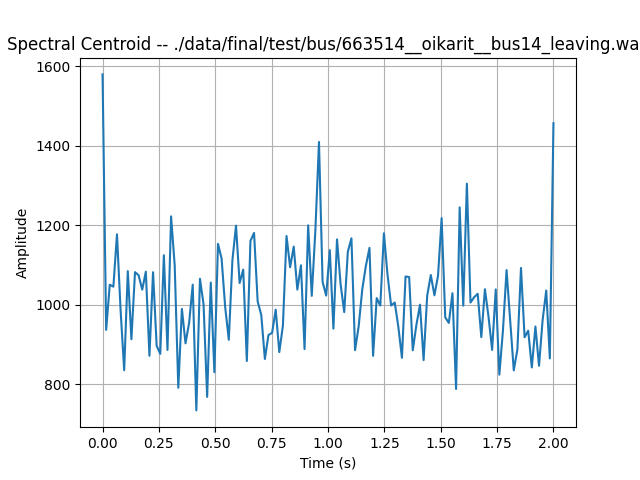 Spectral Centroid -- ./data/final/test/bus/663514__oikarit__bus14_leaving.wa
1600
1400
1200
1000
800
Amplitude
0.00 0.25 0.50 0.75 1.00 1.25 1.50 1.75 2.00
Time (s)